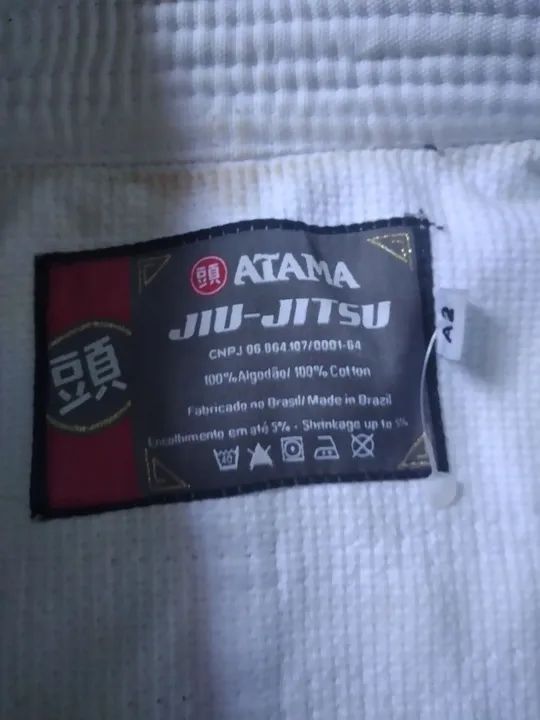 頭 ATAMA
JIU-JITSU
CNPJ 06.864.107/0001-64
100% Algodão/ 100% Cotton
Fabricado no Brasil/ Made in Brazil
Encolhimento em até 5% - Shrinkage up to 5%
40
頭
A2